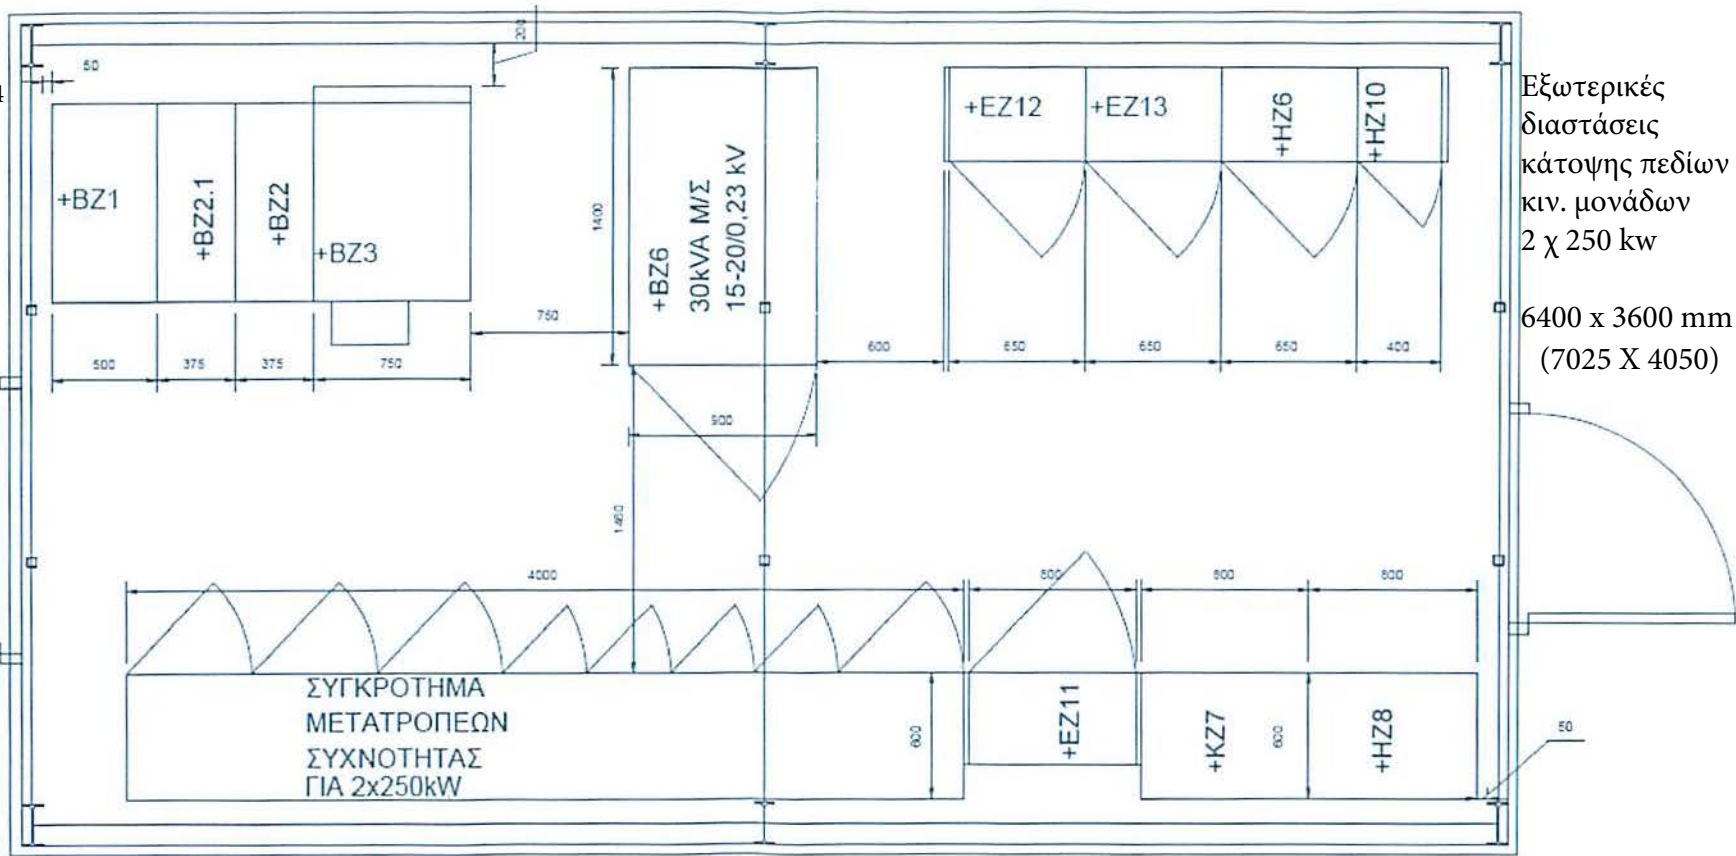 50
200
4
+BZ1
+BZ2.1
+BZ2
+BZ3
500
375
375
750
750
1400
+BZ6
30kVA Μ/Σ
15-20/0,23 kV
900
600
+EZ12
+EZ13
+HZ6
+HZ10
650
650
650
400
Εξωτερικές
διαστάσεις
κάτοψης πεδίων
κιν. μονάδων
2 χ 250 kw
6400 x 3600 mm
(7025 X 4050)
1460
4000
800
800
800
ΣΥΓΚΡΟΤΗΜΑ
ΜΕΤΑΤΡΟΠΕΩΝ
ΣΥΧΝΟΤΗΤΑΣ
ΓΙΑ 2x250kW
600
+EZ11
+KZ7
600
+HZ8
50